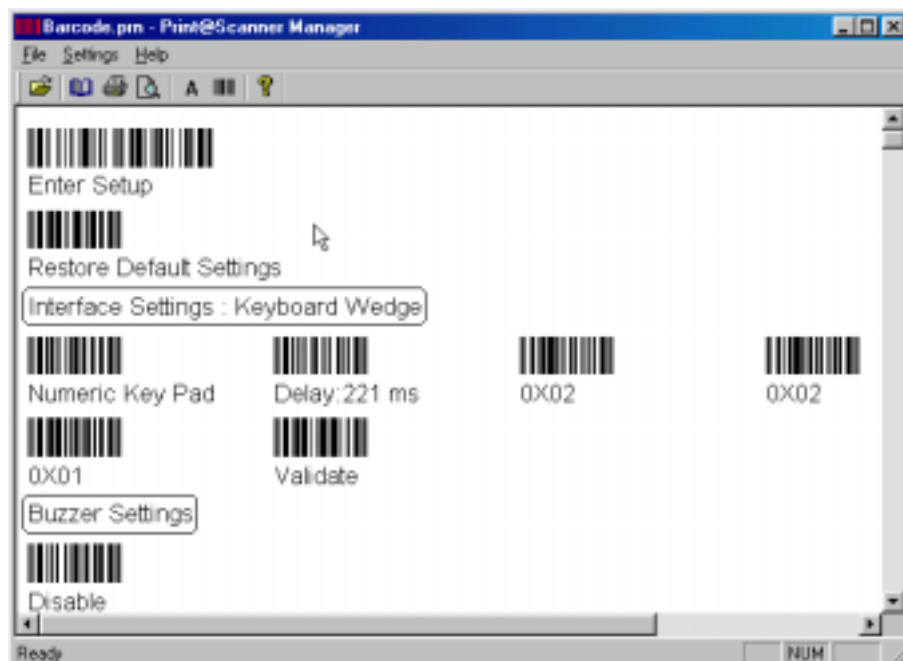 Barcode.prn - Print@Scanner Manager
File Settings Help
A
Enter Setup
Restore Default Settings
Interface Settings : Keyboard Wedge
Numeric Key Pad Delay:221 ms 0X02 0X02
0X01 Validate
Buzzer Settings
Disable
Ready NUM